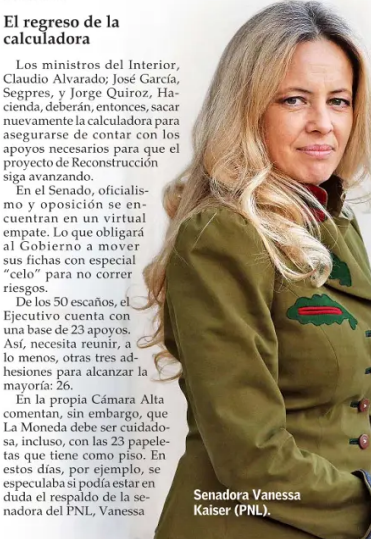 El regreso de la
calculadora
Los ministros del Interior,
Claudio Alvarado; José García,
Segpres, y Jorge Quiroz, Ha-
cienda, deberán, entonces, sacar
nuevamente la calculadora para
asegurarse de contar con los
apoyos necesarios para que el
proyecto de Reconstrucción
siga avanzando.
En el Senado, oficialis-
mo y oposición se en-
cuentran en un virtual
empate. Lo que obligará
al Gobierno a mover
sus fichas con especial
“celo” para no correr
riesgos.
De los 50 escaños, el
Ejecutivo cuenta con
una base de 23 apoyos.
Así, necesita reunir, a
lo menos, otras tres ad-
hesiones para alcanzar la
mayoría: 26.
En la propia Cámara Alta
comentan, sin embargo, que
La Moneda debe ser cuidado-
sa, incluso, con las 23 papele-
tas que tiene como piso. En
estos días, por ejemplo, se
especulaba si podía estar en
duda el respaldo de la se-
nadora del PNL, Vanessa
Senadora Vanessa
Kaiser (PNL).